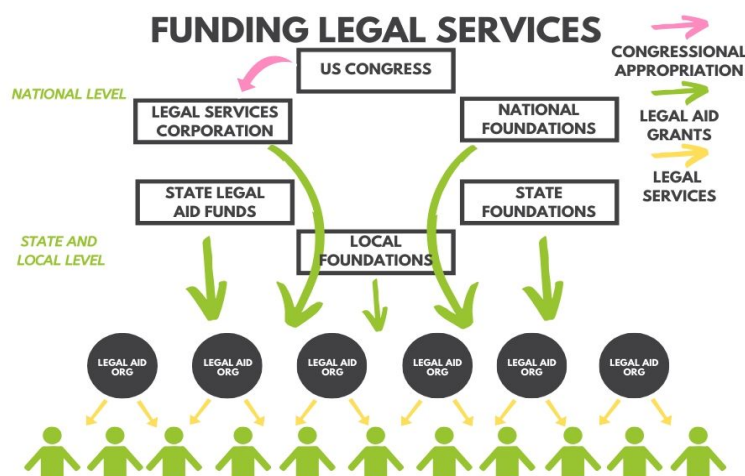 FUNDING LEGAL SERVICES
US CONGRESS
CONGRESSIONAL
APPROPRIATION
NATIONAL LEVEL
LEGAL SERVICES
CORPORATION
NATIONAL
FOUNDATIONS
LEGAL AID
GRANTS
STATE LEGAL
AID FUNDS
STATE
FOUNDATIONS
LEGAL
SERVICES
STATE AND
LOCAL LEVEL
LOCAL
FOUNDATIONS
LEGAL AID
ORG
LEGAL AID
ORG
LEGAL AID
ORG
LEGAL AID
ORG
LEGAL AID
ORG
LEGAL AID
ORG